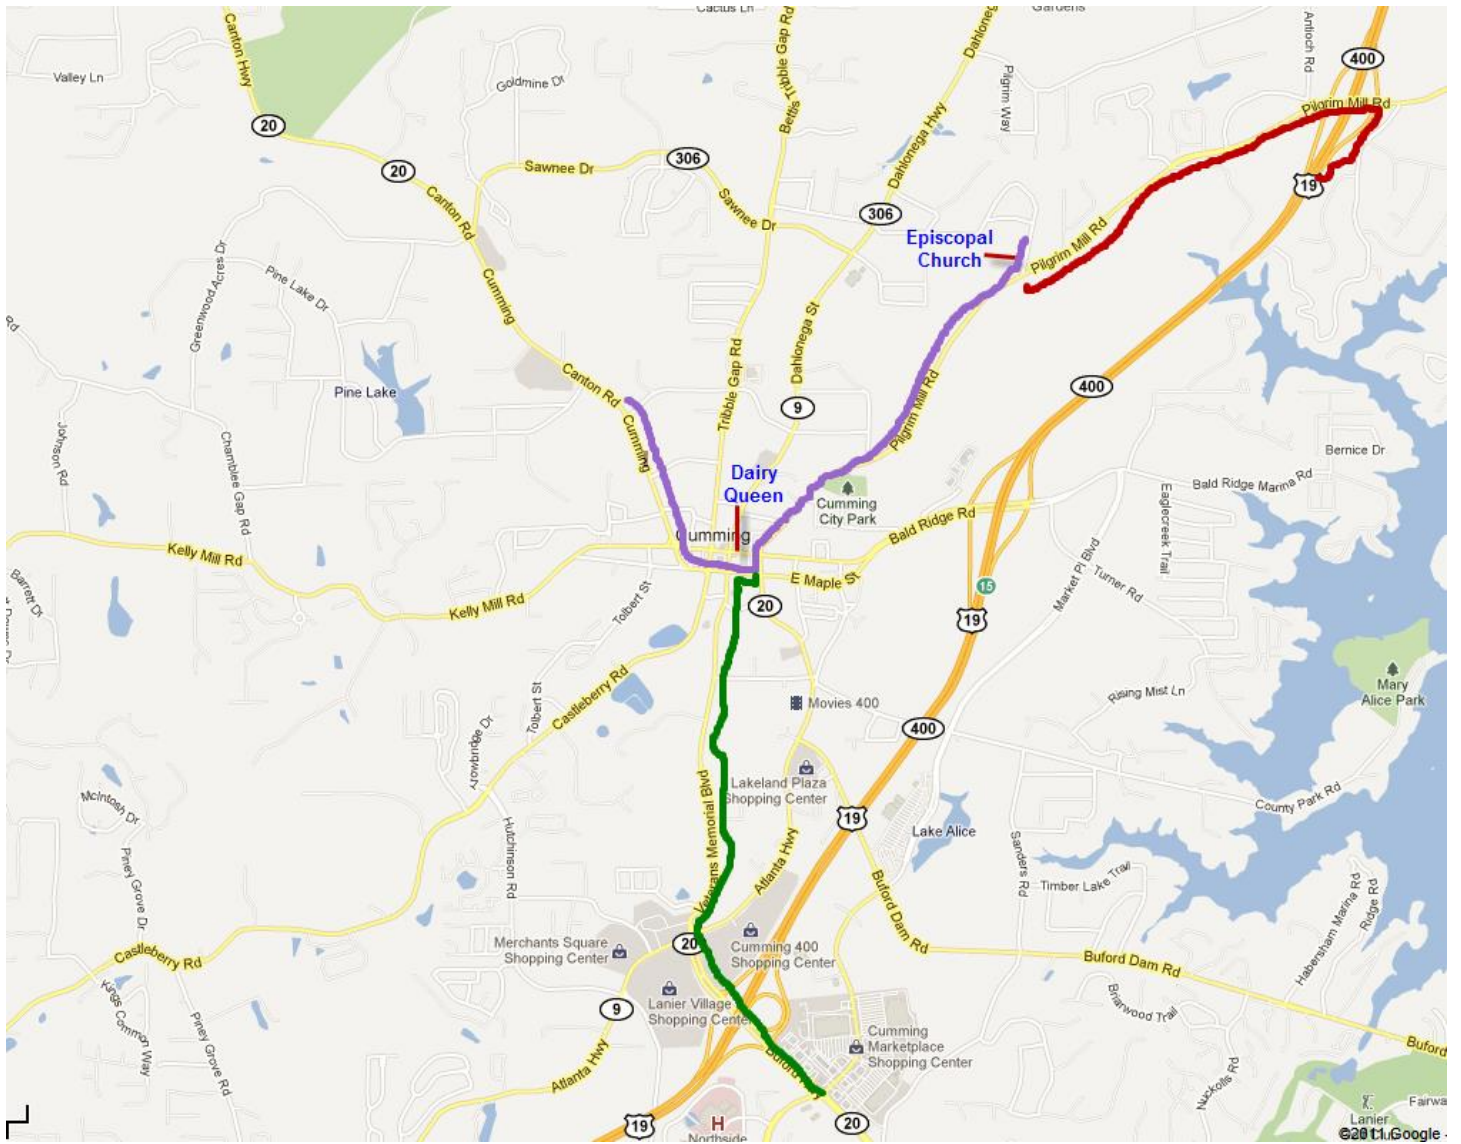 Cactus Ln
Gardens
Canton Hwy
Tribble Gap Rd
Dahlonega
Antioch Rd
400
Valley Ln
Goldmine Dr
Pilgrim Way
Pilgrim Mill Rd
Bettis
20
Dahlonega Hwy
20
Sawnee Dr
306
Canton Rd
Sawnee Dr
306
19
Episcopal
Church
Pilgrim Mill Rd
Greenwood Acres Dr
Pine Lake Dr
Cumming
Rd
Dahlonega St
Tribble Gap Rd
Canton Rd
Pine Lake
400
9
Pilgrim Mill Rd
Cumming
Johnson Rd
Chamblee Gap Rd
Bernice Dr
Dairy
Queen
Bald Ridge Marina Rd
Eaglecreek Trail
Cumming
City Park
Bald Ridge Rd
Cumming
Kelly Mill Rd
Market Pl Blvd
Barrett Dr
E Maple St
15
Turner Rd
Kelly Mill Rd
Tolbert St
20
19
Mary
Alice Park
Castleberry Rd
Tolbert St
Rising Mist Ln
Movies 400
400
Trowbridge Dr
Lakeland Plaza
Shopping Center
McIntosh Dr
County Park Rd
Veterans Memorial Blvd
19
Lake Alice
Hutchinson Rd
Piney Grove Dr
Atlanta Hwy
Sanders Rd
Timber Lake Trail
Buford Dam Rd
Habersham Marina Rd
Ridge Rd
Merchants Square
Shopping Center
20
Cumming 400
Shopping Center
Castleberry Rd
Buford Dam Rd
Kings Common Way
Lanier Village
Shopping Center
Briarwood Trail
9
Piney Grove Rd
Cumming
Marketplace
Shopping Center
Buford
Atlanta Hwy
Buford Hwy
Nuckolls Rd
Fairwa
19
H
Northside
20
Lanier
©2011 Google